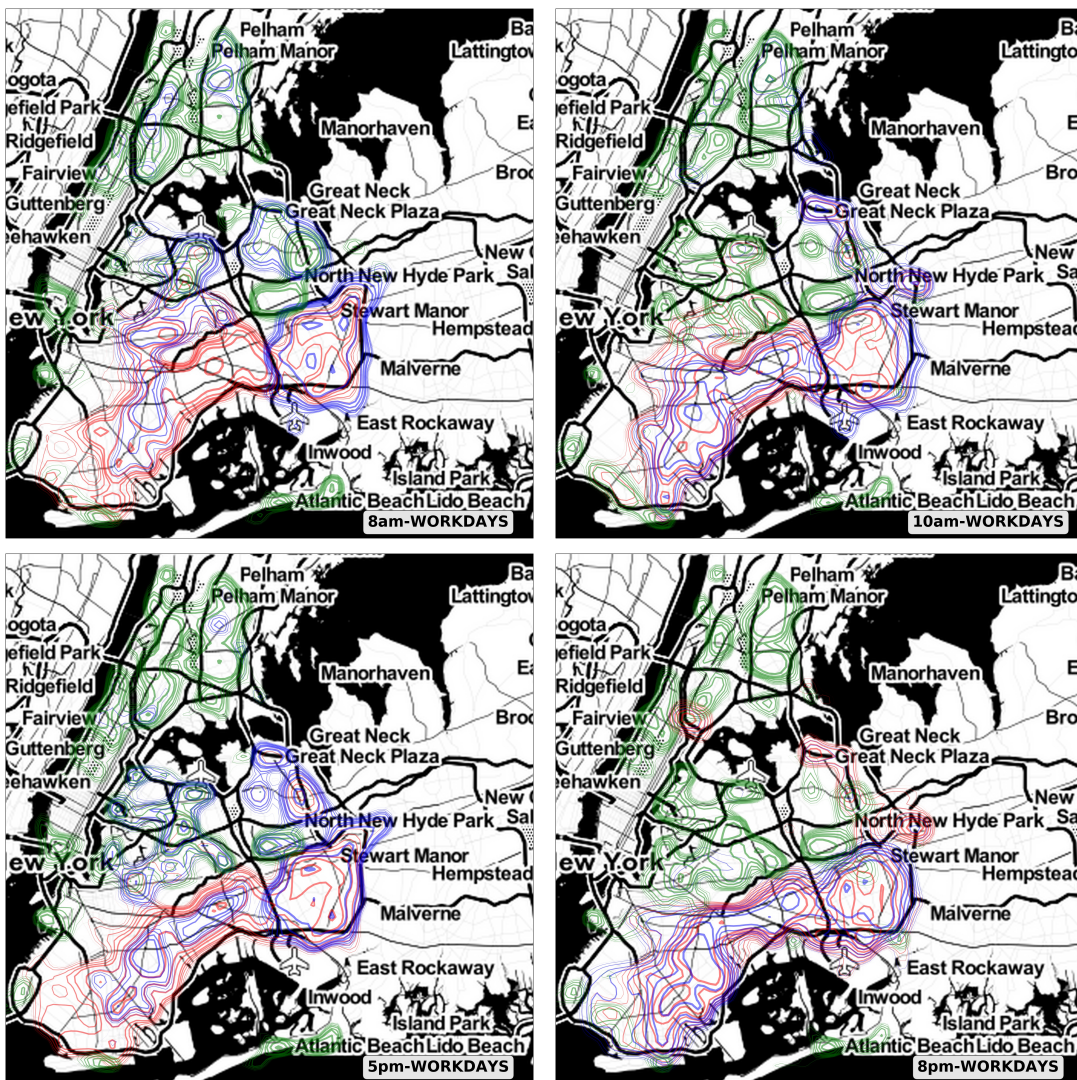 Pelham
Pelham Manor
Lattingtow
ogota
efield Park
Ridgefield
Manorhaven
Fairview
Guttenberg
Great Neck
Great Neck Plaza
eehawken
North New Hyde Park
Stewart Manor
Hempstead
ew York
Malverne
East Rockaway
Inwood
Island Park
Atlantic Beach Lido Beach
8am-WORKDAYS
Pelham
Pelham Manor
Lattingto
ogota
efield Park
Ridgefield
Manorhaven
Fairview
Guttenberg
Great Neck
Great Neck Plaza
eehawken
North New Hyde Park
Stewart Manor
Hempstead
ew York
Malverne
East Rockaway
Inwood
Island Park
Atlantic Beach Lido Beach
10am-WORKDAYS
Pelham
Pelham Manor
Lattingtow
ogota
efield Park
Ridgefield
Manorhaven
Fairview
Guttenberg
Great Neck
Great Neck Plaza
eehawken
North New Hyde Park
Stewart Manor
Hempstead
ew York
Malverne
East Rockaway
Inwood
Island Park
Atlantic Beach Lido Beach
5pm-WORKDAYS
Pelham
Pelham Manor
Lattingto
ogota
efield Park
Ridgefield
Manorhaven
Fairview
Guttenberg
Great Neck
Great Neck Plaza
eehawken
North New Hyde Park
Stewart Manor
Hempstead
ew York
Malverne
East Rockaway
Inwood
Island Park
Atlantic Beach Lido Beach
8pm-WORKDAYS